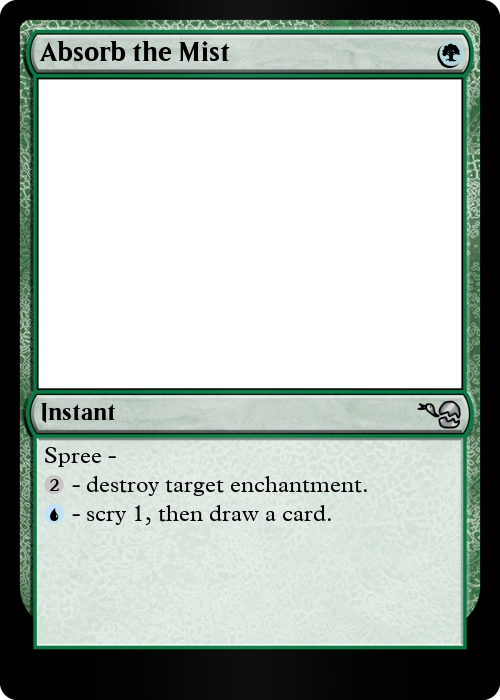 Absorb the Mist
Instant
Spree -
2 - destroy target enchantment.
- scry 1, then draw a card.